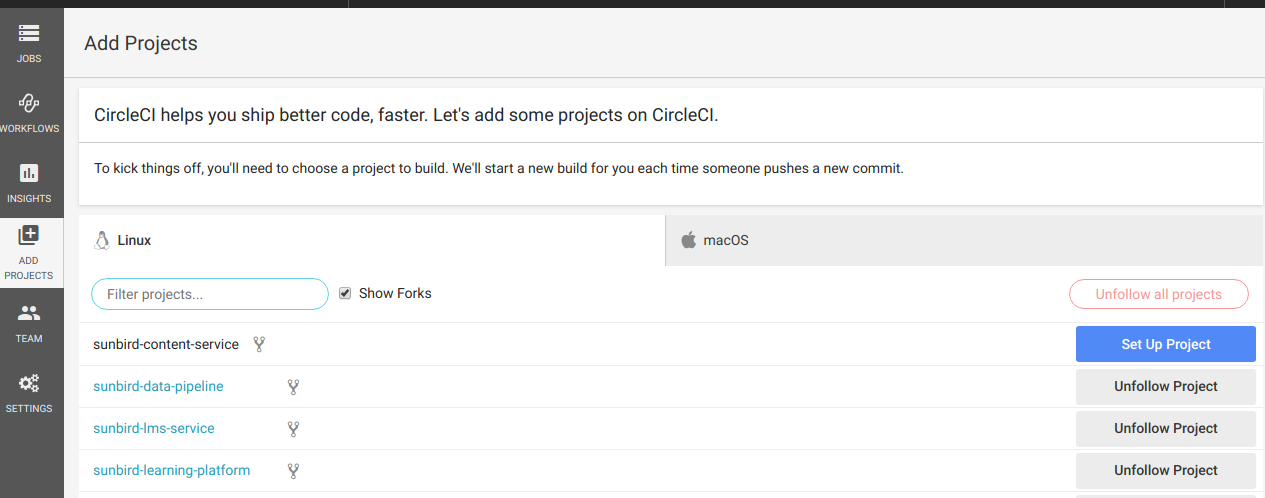 JOBS
WORKFLOWS
INSIGHTS
ADD
PROJECTS
TEAM
SETTINGS
Add Projects
CircleCI helps you ship better code, faster. Let's add some projects on CircleCI.
To kick things off, you'll need to choose a project to build. We'll start a new build for you each time someone pushes a new commit.
Linux
macOS
Filter projects...
Show Forks
Unfollow all projects
sunbird-content-service
Set Up Project
sunbird-data-pipeline
Unfollow Project
sunbird-lms-service
Unfollow Project
sunbird-learning-platform
Unfollow Project